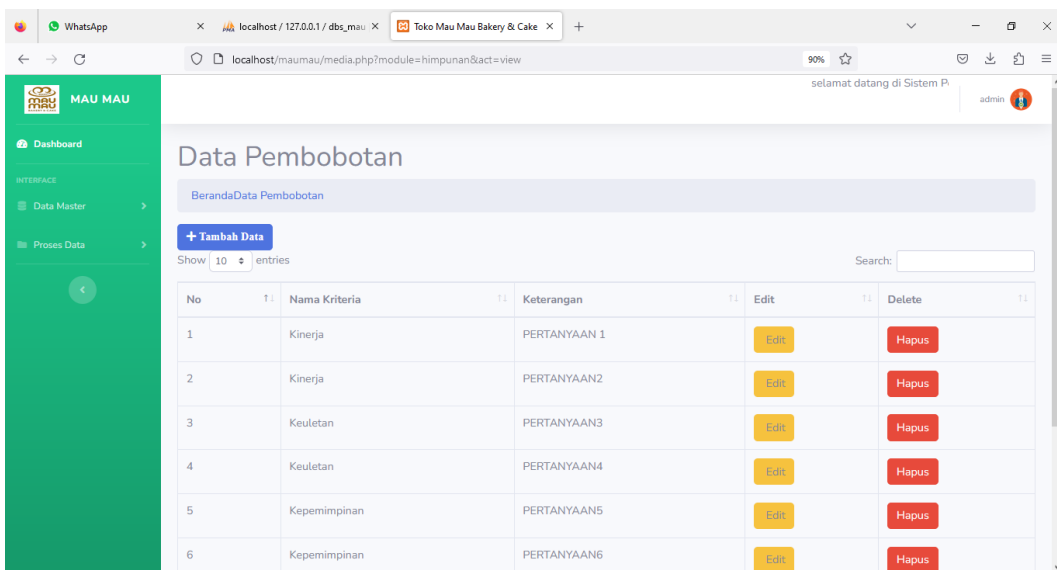 WhatsApp
localhost / 127.0.0.1 / dbs_mau
Toko Mau Mau Bakery & Cake
localhost/maumau/media.php?module=himpunan&act=view
90%
mau
mau
MAU MAU
selamat datang di Sistem P
admin
Dashboard
INTERFACE
Data Master
Proses Data
Data Pembobotan
BerandaData Pembobotan
+ Tambah Data
Show 10 entries
Search:
No Nama Kriteria Keterangan Edit Delete
1 Kinerja PERTANYAAN 1 Edit Hapus
2 Kinerja PERTANYAAN2 Edit Hapus
3 Keuletan PERTANYAAN3 Edit Hapus
4 Keuletan PERTANYAAN4 Edit Hapus
5 Kepemimpinan PERTANYAAN5 Edit Hapus
6 Kepemimpinan PERTANYAAN6 Edit Hapus